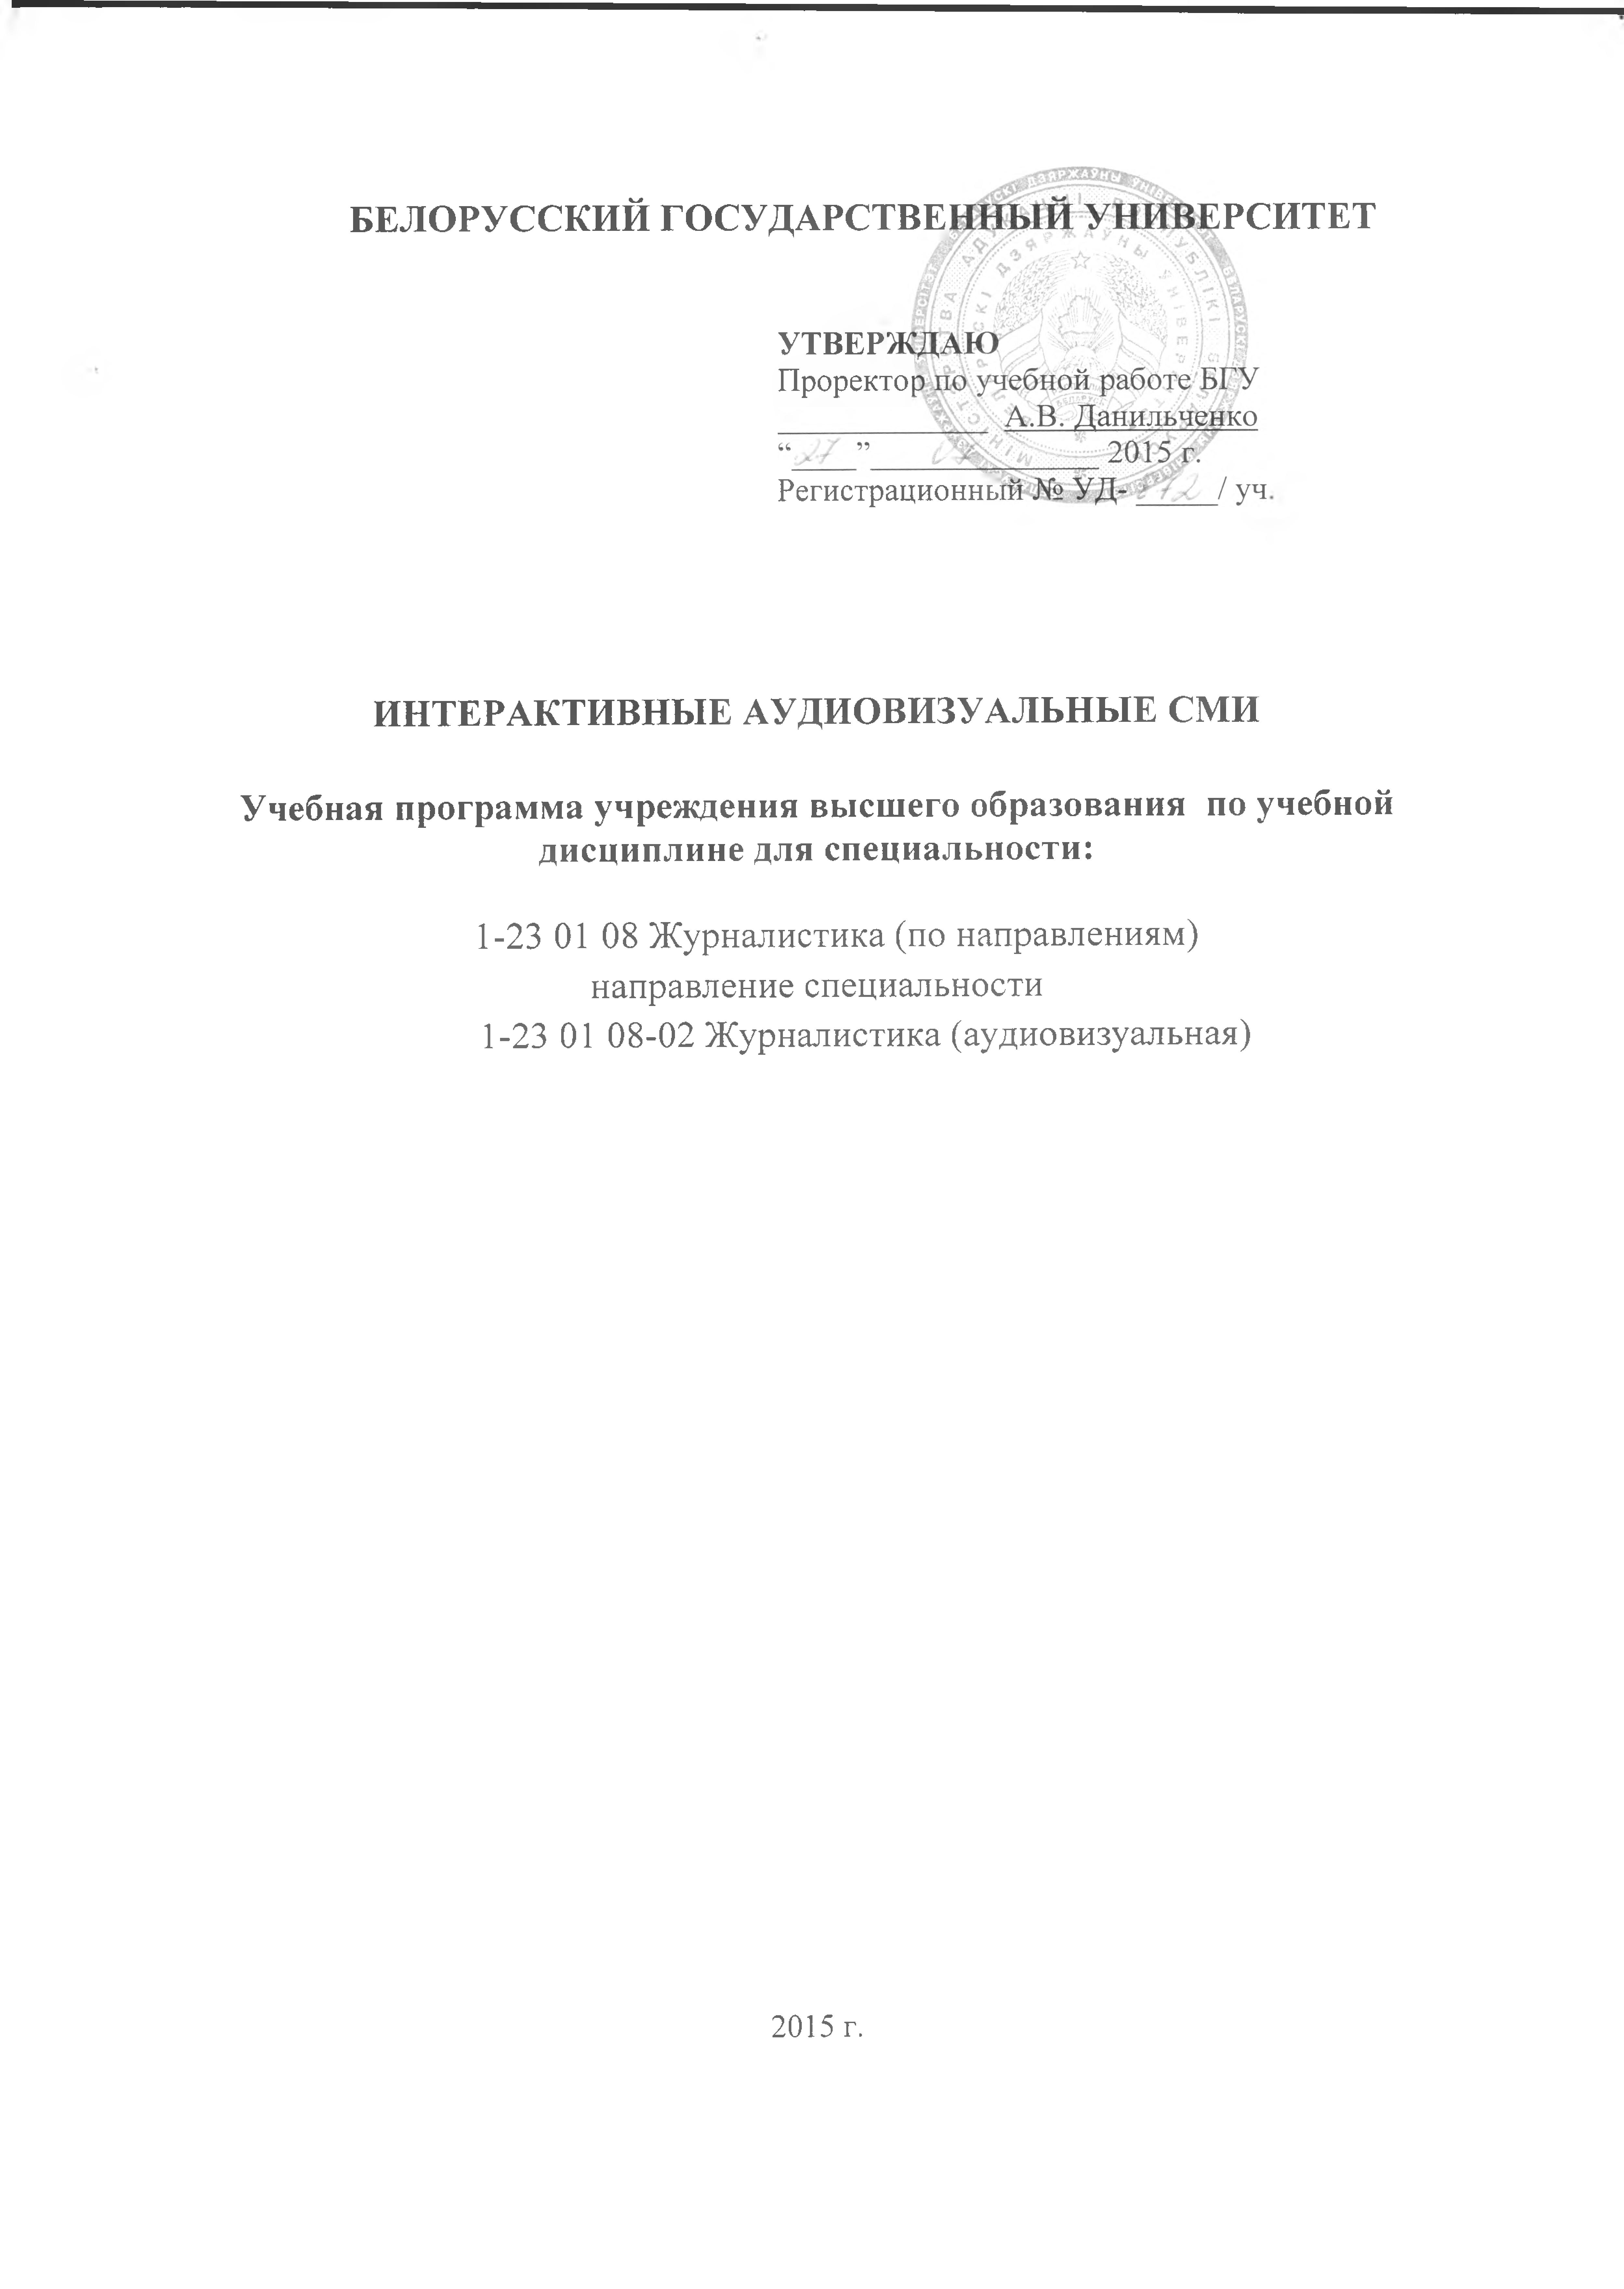 БЕЛОРУССКИЙ ГОСУДАРСТВЕННЫЙ УНИВЕРСИТЕТ
УТВЕРЖДАЮ
Проректор по учебной работе БГУ
А.В. Данильченко
“27” 07 2015 г.
Регистрационный № УД- / уч.
ИНТЕРАКТИВНЫЕ АУДИОВИЗУАЛЬНЫЕ СМИ
Учебная программа учреждения высшего образования по учебной
дисциплине для специальности:
1-23 01 08 Журналистика (по направлениям)
направление специальности
1-23 01 08-02 Журналистика (аудиовизуальная)
2015 г.